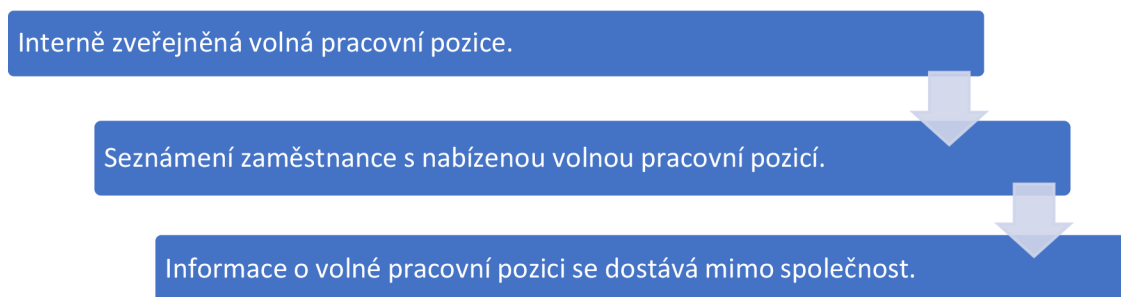 Interně zveřejněná volná pracovní pozice.
Seznámení zaměstnance s nabízenou volnou pracovní pozicí.
Informace o volné pracovní pozici se dostává mimo společnost.